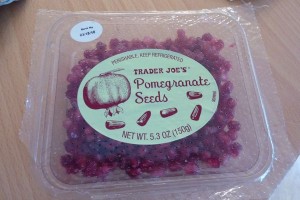 PERISHABLE, KEEP REFRIGERATED
TRADER JOE'S®
Pomegranate
Seeds
NET WT. 5.3 OZ (150g)